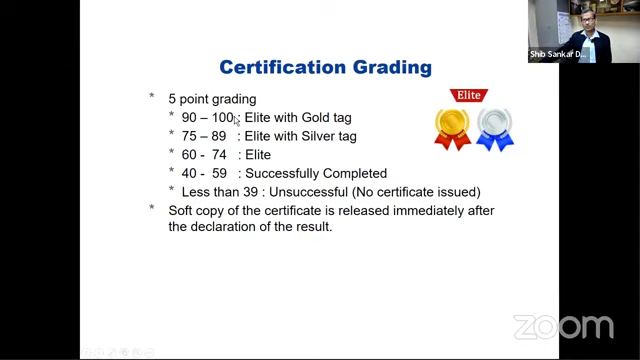 Shib Sankar D...
Certification Grading
* 5 point grading
* 90 – 100 : Elite with Gold tag
* 75 – 89 : Elite with Silver tag
* 60 - 74 : Elite
* 40 - 59 : Successfully Completed
* Less than 39 : Unsuccessful (No certificate issued)
* Soft copy of the certificate is released immediately after
the declaration of the result.
Elite
zoom